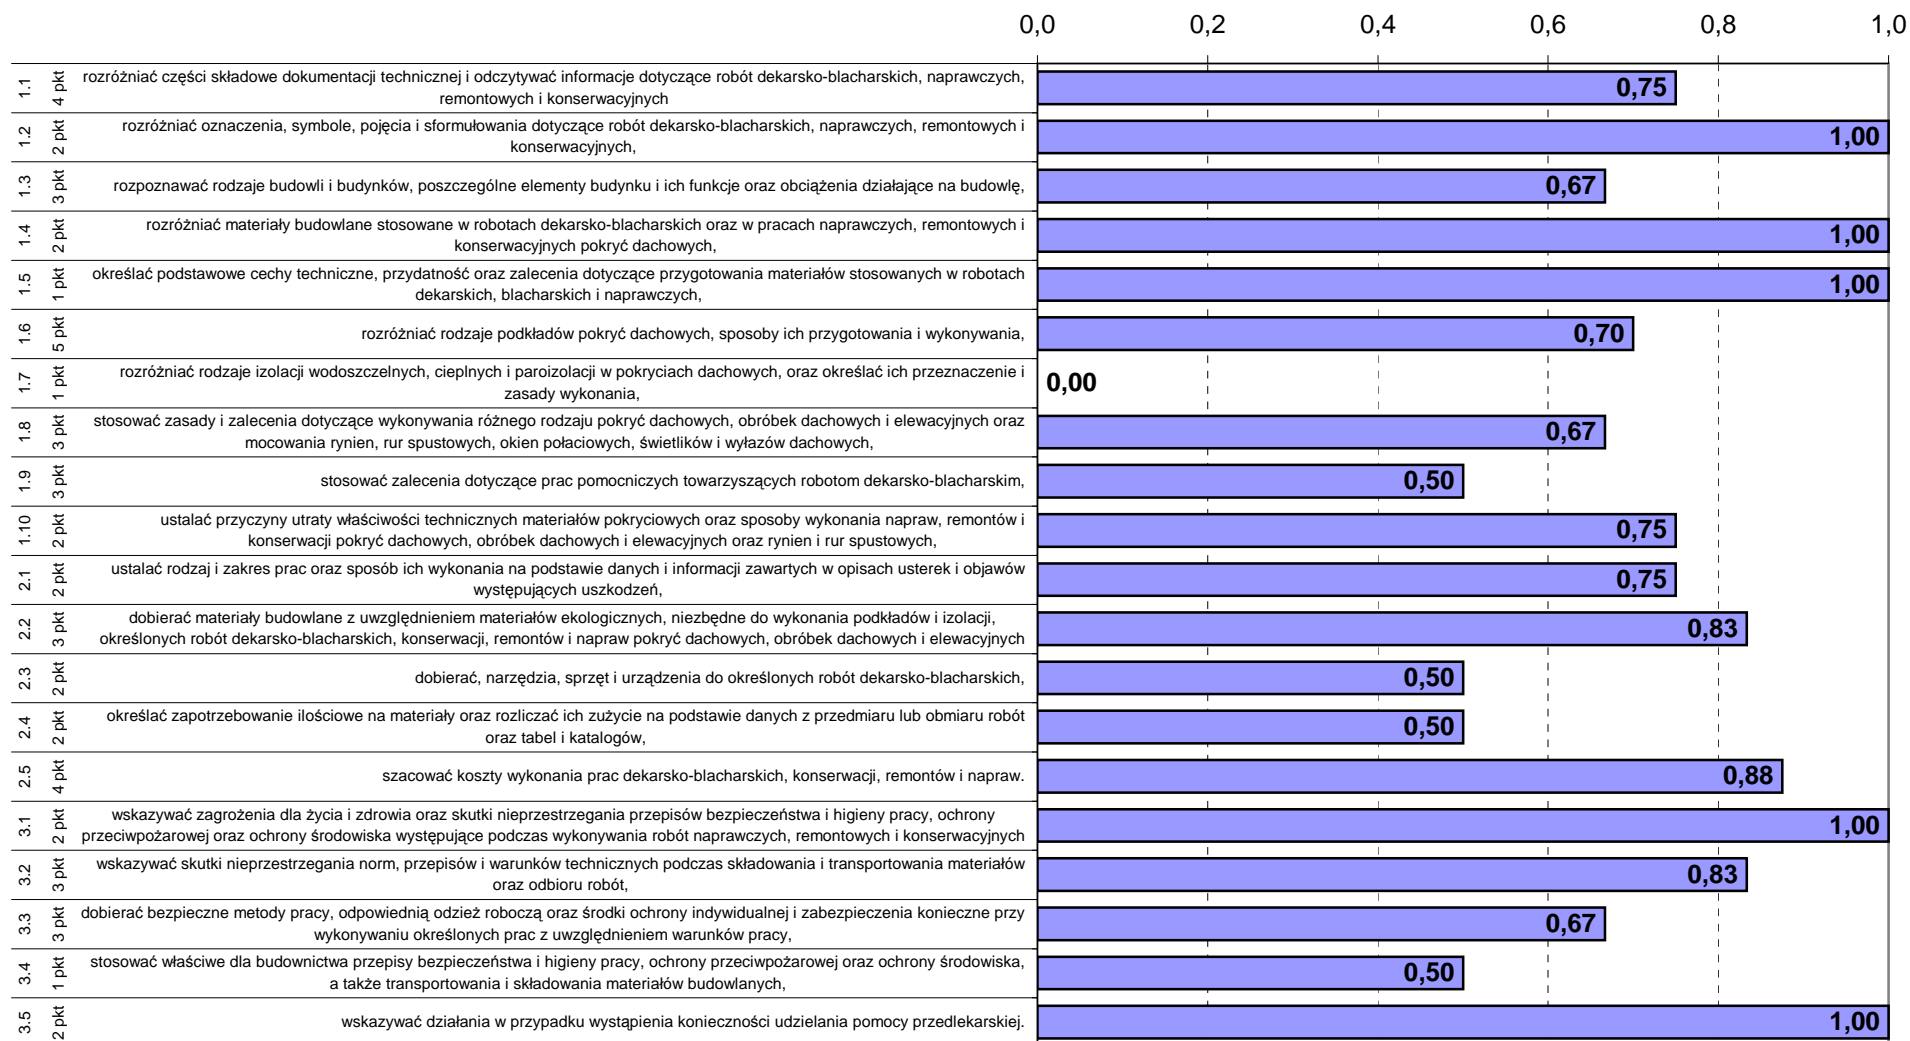 0,0 0,2 0,4 0,6 0,8 1,0
1.1 4 pkt rozróżniać części składowe dokumentacji technicznej i odczytywać informacje dotyczące robót dekarsko-blacharskich, naprawczych, 0,75
remontowych i konserwacyjnych
1.2 2 pkt rozróżniać oznaczenia, symbole, pojęcia i sformułowania dotyczące robót dekarsko-blacharskich, naprawczych, remontowych i 1,00
konserwacyjnych,
1.3 3 pkt rozpoznawać rodzaje budowli i budynków, poszczególne elementy budynku i ich funkcje oraz obciążenia działające na budowlę, 0,67
1.4 2 pkt rozróżniać materiały budowlane stosowane w robotach dekarsko-blacharskich oraz w pracach naprawczych, remontowych i 1,00
konserwacyjnych pokryć dachowych,
1.5 1 pkt określać podstawowe cechy techniczne, przydatność oraz zalecenia dotyczące przygotowania materiałów stosowanych w robotach 1,00
dekarskich, blacharskich i naprawczych,
1.6 5 pkt rozróżniać rodzaje podkładów pokryć dachowych, sposoby ich przygotowania i wykonywania, 0,70
1.7 1 pkt rozróżniać rodzaje izolacji wodoszczelnych, cieplnych i paroizolacji w pokryciach dachowych, oraz określać ich przeznaczenie i 0,00
zasady wykonania,
1.8 3 pkt stosować zasady i zalecenia dotyczące wykonywania różnego rodzaju pokryć dachowych, obróbek dachowych i elewacyjnych oraz 0,67
mocowania rynien, rur spustowych, okien połaciowych, świetlików i wyłazów dachowych,
1.9 3 pkt stosować zalecenia dotyczące prac pomocniczych towarzyszących robotom dekarsko-blacharskim, 0,50
1.10 2 pkt ustalać przyczyny utraty właściwości technicznych materiałów pokryciowych oraz sposoby wykonania napraw, remontów i 0,75
konserwacji pokryć dachowych, obróbek dachowych i elewacyjnych oraz rynien i rur spustowych,
2.1 2 pkt ustalać rodzaj i zakres prac oraz sposób ich wykonania na podstawie danych i informacji zawartych w opisach usterek i objawów 0,75
występujących uszkodzeń,
2.2 3 pkt dobierać materiały budowlane z uwzględnieniem materiałów ekologicznych, niezbędne do wykonania podkładów i izolacji, 0,83
określonych robót dekarsko-blacharskich, konserwacji, remontów i napraw pokryć dachowych, obróbek dachowych i elewacyjnych
2.3 2 pkt dobierać, narzędzia, sprzęt i urządzenia do określonych robót dekarsko-blacharskich, 0,50
2.4 2 pkt określać zapotrzebowanie ilościowe na materiały oraz rozliczać ich zużycie na podstawie danych z przedmiaru lub obmiaru robót 0,50
oraz tabel i katalogów,
2.5 4 pkt szacować koszty wykonania prac dekarsko-blacharskich, konserwacji, remontów i napraw. 0,88
3.1 2 pkt wskazywać zagrożenia dla życia i zdrowia oraz skutki nieprzestrzegania przepisów bezpieczeństwa i higieny pracy, ochrony 1,00
przeciwpożarowej oraz ochrony środowiska występujące podczas wykonywania robót naprawczych, remontowych i konserwacyjnych
3.2 3 pkt wskazywać skutki nieprzestrzegania norm, przepisów i warunków technicznych podczas składowania i transportowania materiałów 0,83
oraz odbioru robót,
3.3 3 pkt dobierać bezpieczne metody pracy, odpowiednią odzież roboczą oraz środki ochrony indywidualnej i zabezpieczenia konieczne przy 0,67
wykonywaniu określonych prac z uwzględnieniem warunków pracy,
3.4 1 pkt stosować właściwe dla budownictwa przepisy bezpieczeństwa i higieny pracy, ochrony przeciwpożarowej oraz ochrony środowiska, 0,50
a także transportowania i składowania materiałów budowlanych,
3.5 2 pkt wskazywać działania w przypadku wystąpienia konieczności udzielania pomocy przedlekarskiej. 1,00